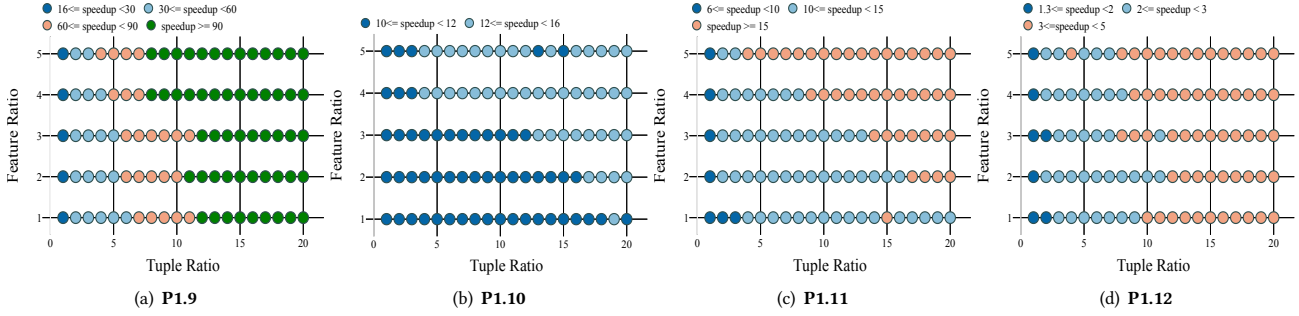 16<= speedup <30 30<= speedup <60
60<= speedup < 90 speedup >= 90
Feature Ratio
5
4
3
2
1
0 5 10 15 20
Tuple Ratio
(a) P1.9
10<= speedup < 12 12<= speedup < 16
Feature Ratio
5
4
3
2
1
0 5 10 15 20
Tuple Ratio
(b) P1.10
6<= speedup <10 10<= speedup < 15
speedup >= 15
Feature Ratio
5
4
3
2
1
0 5 10 15 20
Tuple Ratio
(c) P1.11
1.3<= speedup <2 2<= speedup < 3
3<=speedup < 5
Feature Ratio
5
4
3
2
1
0 5 10 15 20
Tuple Ratio
(d) P1.12